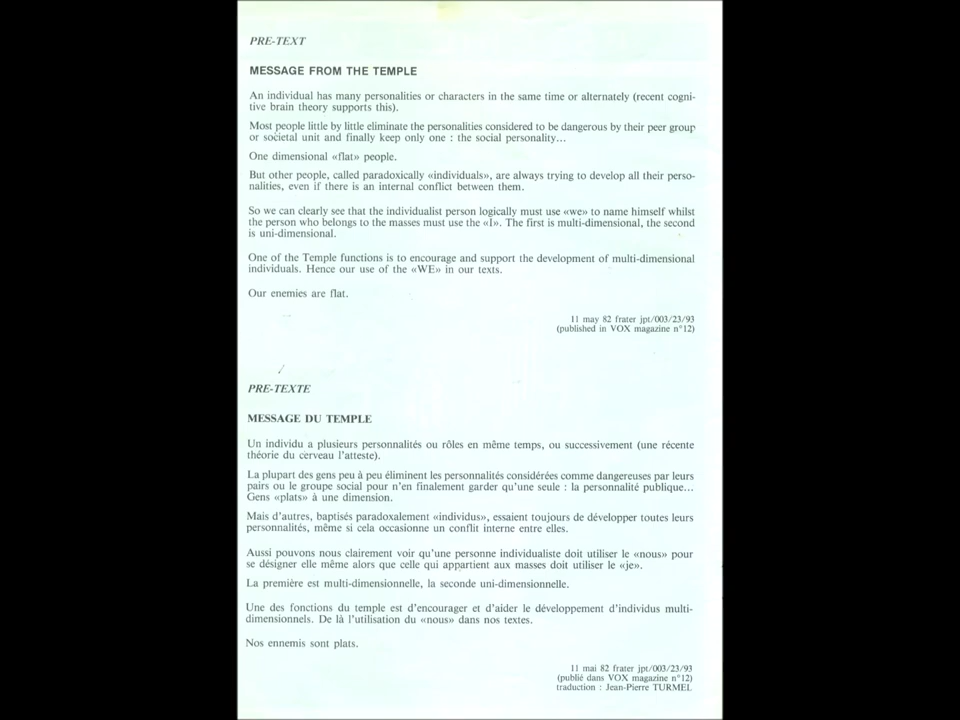 PRE-TEXT
MESSAGE FROM THE TEMPLE
An individual has many personalities or characters in the same time or alternately (recent cogni-
tive brain theory supports this).
Most people little by little eliminate the personalities considered to be dangerous by their peer group
or societal unit and finally keep only one : the social personality...
One dimensional «flat» people.
But other people, called paradoxically «individuals», are always trying to develop all their perso-
nalities, even if there is an internal conflict between them.
So we can clearly see that the individualist person logically must use «we» to name himself whilst
the person who belongs to the masses must use the «I». The first is multi-dimensional, the second
is uni-dimensional.
One of the Temple functions is to encourage and support the development of multi-dimensional
individuals. Hence our use of the «WE» in our texts.
Our enemies are flat.
11 may 82 frater jpt/003/23/93
(published in VOX magazine n°12)
PRE-TEXTE
MESSAGE DU TEMPLE
Un individu a plusieurs personnalités ou rôles en même temps, ou successivement (une récente
théorie du cerveau l'atteste).
La plupart des gens peu à peu éliminent les personnalités considérées comme dangereuses par leurs
pairs ou le groupe social pour n'en finalement garder qu'une seule : la personnalité publique...
Gens «plats» à une dimension.
Mais d'autres, baptisés paradoxalement «individus», essaient toujours de développer toutes leurs
personnalités, même si cela occasionne un conflit interne entre elles.
Aussi pouvons nous clairement voir qu'une personne individualiste doit utiliser le «nous» pour
se désigner elle même alors que celle qui appartient aux masses doit utiliser le «je».
La première est multi-dimensionnelle, la seconde uni-dimensionnelle.
Une des fonctions du temple est d'encourager et d'aider le développement d'individus multi-
dimensionnels. De là l'utilisation du «nous» dans nos textes.
Nos ennemis sont plats.
11 mai 82 frater jpt/003/23/93
(publié dans VOX magazine n°12)
traduction : Jean-Pierre TURMEL